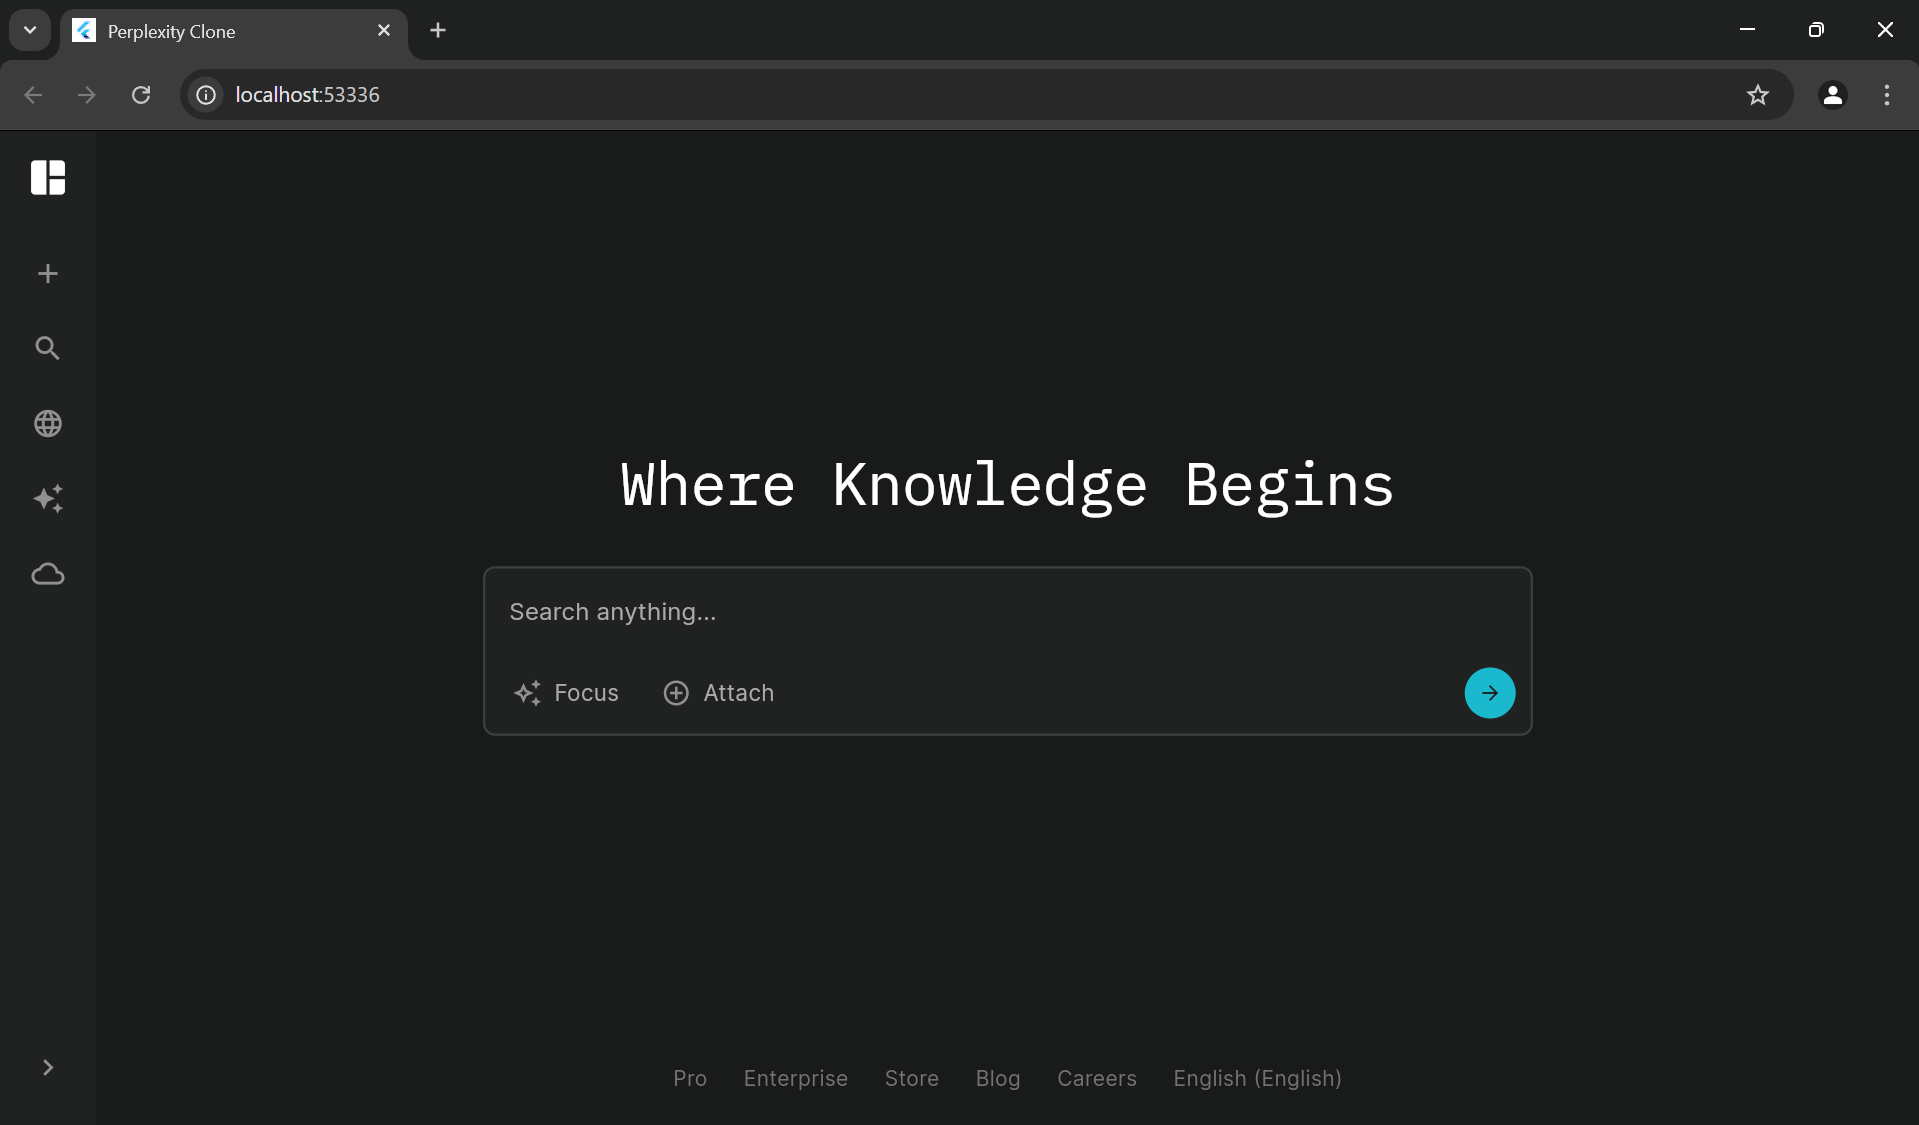 Perplexity Clone
localhost:53336
Where Knowledge Begins
Search anything...
Focus Attach
Pro Enterprise Store Blog Careers English (English)